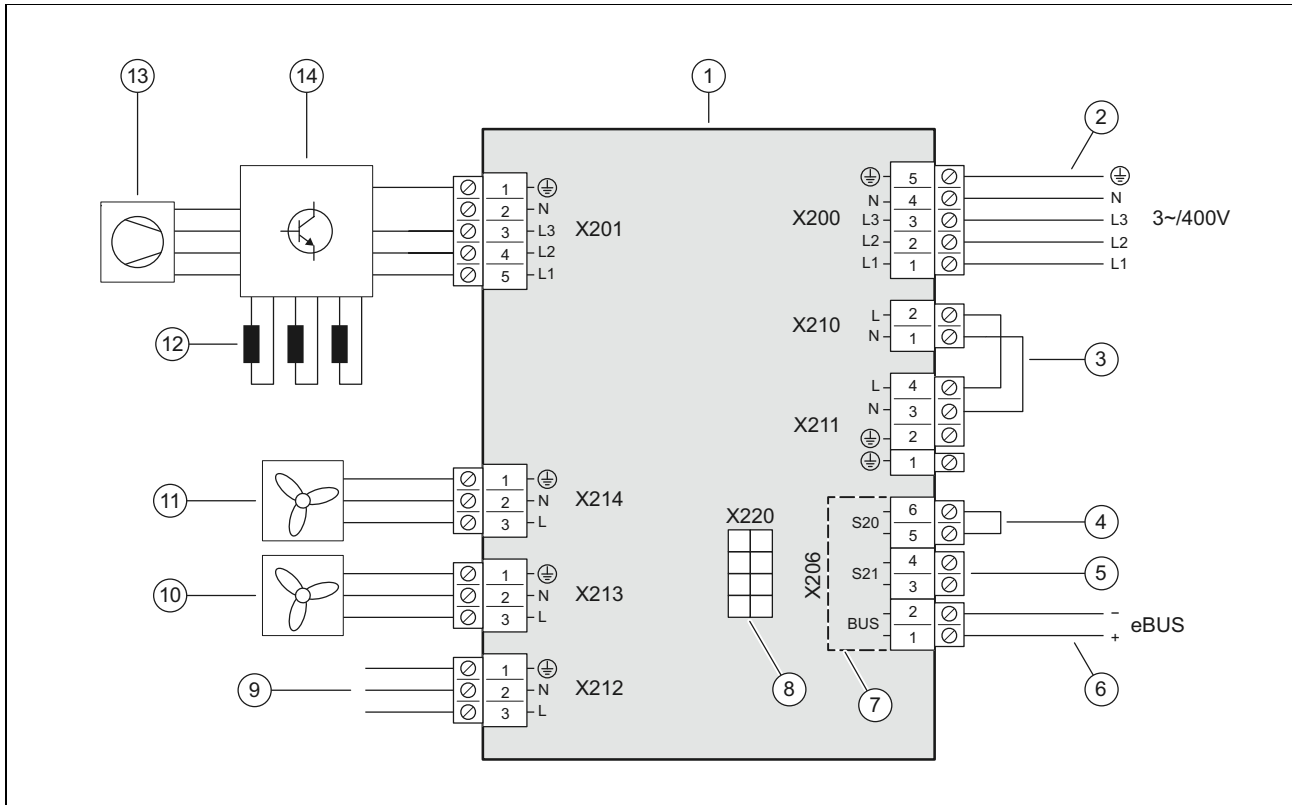 13
14
1
2
1
2 N
3 L3
4 L2
5 L1
X201
X200
5
N 4
L3 3
L2 2
L1 1
N
L3
L2
L1
3~/400V
X210
L 2
N 1
3
12
X211
L 4
N 3
2
1
11
1
2 N
3 L
X214
X220
X206
S20
6
5
4
10
1
2 N
3 L
X213
S21
4
3
5
BUS
2
1
−
+
eBUS
9
1
2 N
3 L
X212
8
7
6